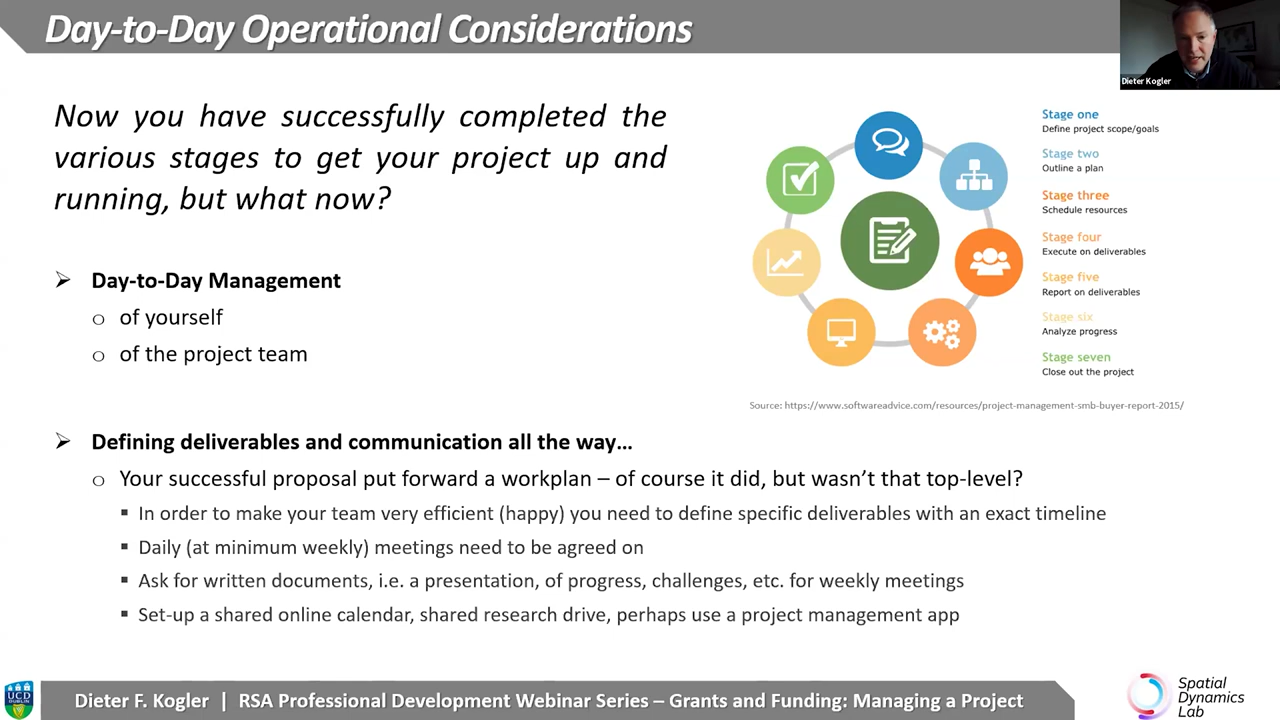 Day-to-Day Operational Considerations
Dieter Kogler
Now you have successfully completed the
various stages to get your project up and
running, but what now?
Day-to-Day Management
of yourself
of the project team
Stage one
Define project scope/goals
Stage two
Outline a plan
Stage three
Schedule resources
Stage four
Execute on deliverables
Stage five
Report on deliverables
Stage six
Analyze progress
Stage seven
Close out the project
Source: https://www.softwareadvice.com/resources/project-management-smb-buyer-report-2015/
Defining deliverables and communication all the way…
Your successful proposal put forward a workplan – of course it did, but wasn’t that top-level?
In order to make your team very efficient (happy) you need to define specific deliverables with an exact timeline
Daily (at minimum weekly) meetings need to be agreed on
Ask for written documents, i.e. a presentation, of progress, challenges, etc. for weekly meetings
Set-up a shared online calendar, shared research drive, perhaps use a project management app
UCD
DUBLIN
Dieter F. Kogler | RSA Professional Development Webinar Series – Grants and Funding: Managing a Project
Spatial
Dynamics
Lab